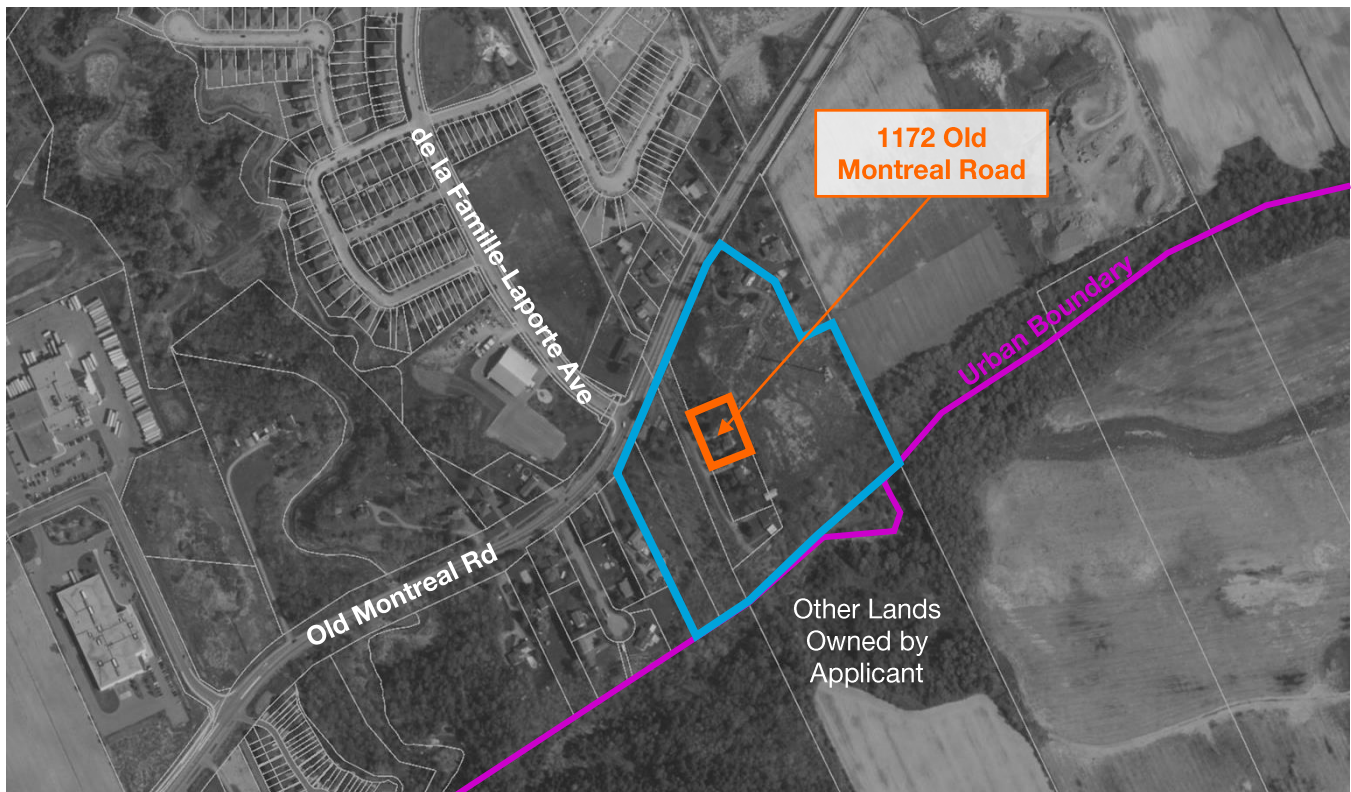 de la Famille-Laporte Ave
1172 Old
Montreal Road
Urban Boundary
Old Montreal Rd
Other Lands
Owned by
Applicant